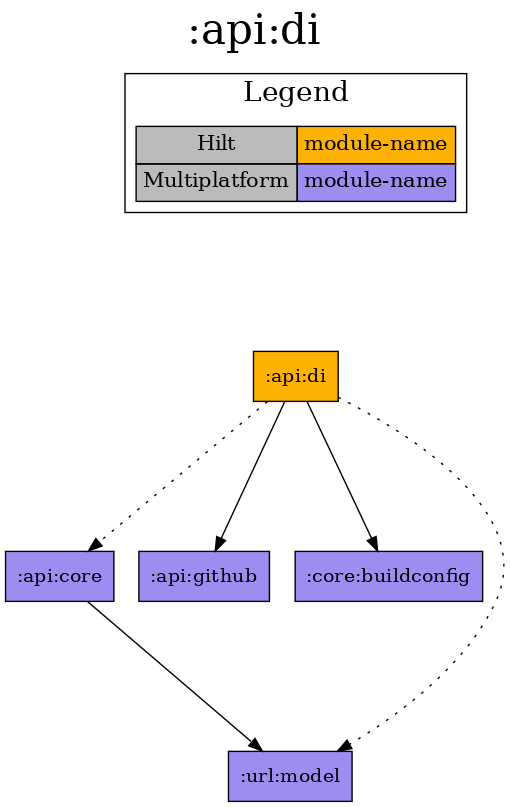 :api:di
Legend
Hilt module-name
Multiplatform module-name
:api:di
:api:core :api:github :core:buildconfig
:url:model